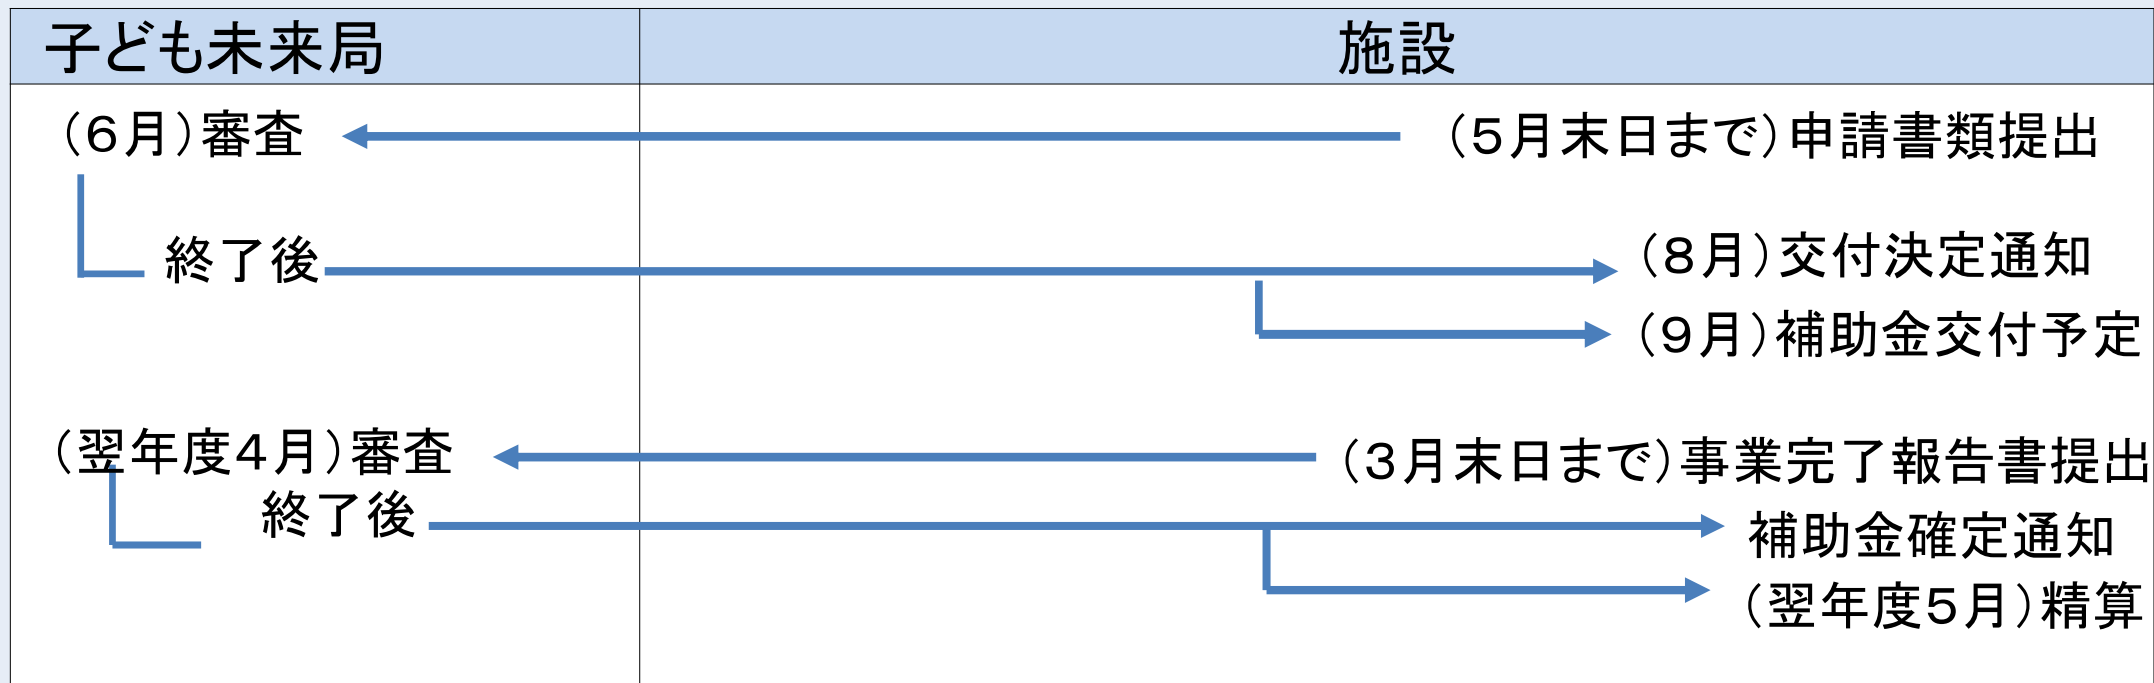 子ども未来局
施設
（６月）審査
（５月末日まで）申請書類提出
終了後
（８月）交付決定通知
（９月）補助金交付予定
（翌年度４月）審査
（３月末日まで）事業完了報告書提出
終了後
補助金確定通知
（翌年度５月）精算